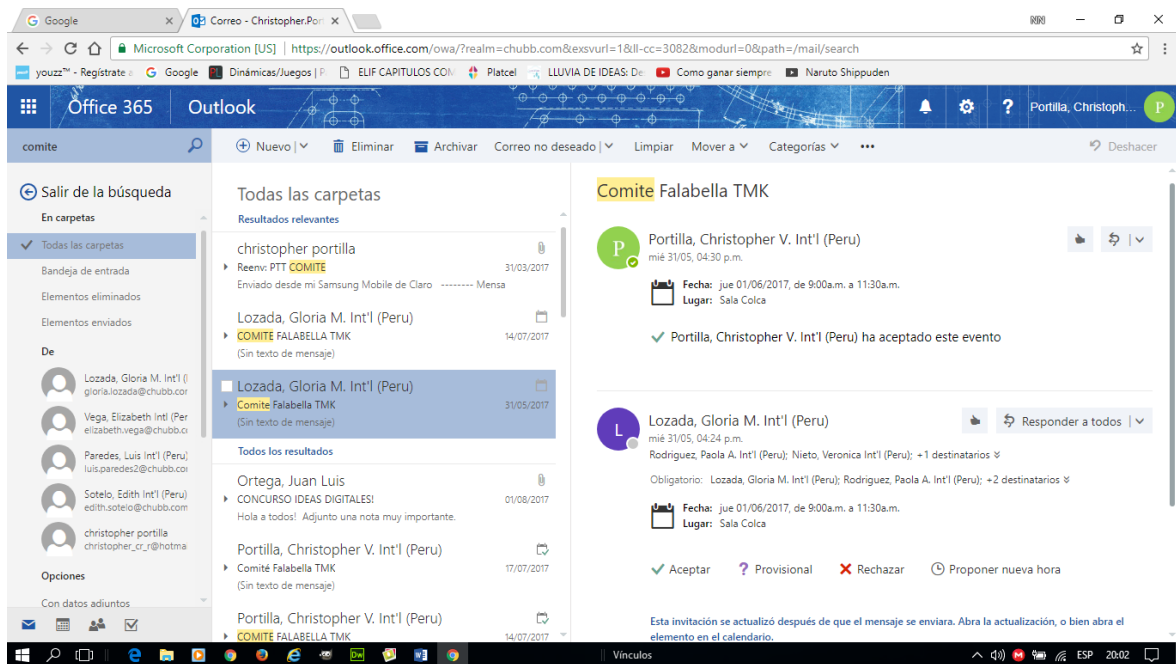 Google
Correo - Christopher.Por
Microsoft Corporation [US] | https://outlook.office.com/owa/?realm=chubb.com&exsvurl=1&ll-cc=3082&modurl=0&path=/mail/search
youzz™ - Regístrate a
Google
Dinámicas/Juegos | P
ELIF CAPITULOS COM
Platcel
LLUVIA DE IDEAS: De
Como ganar siempre
Naruto Shippuden
Office 365
Outlook
Portilla, Christoph...
P
comite
Nuevo
Eliminar
Archivar
Correo no deseado
Limpiar
Mover a
Categorías
Deshacer
Salir de la búsqueda
En carpetas
Todas las carpetas
Bandeja de entrada
Elementos eliminados
Elementos enviados
De
Lozada, Gloria M. Int'l (
gloria.lozada@chubb.cor
Vega, Elizabeth Intl (Per
elizabeth.vega@chubb.c
Paredes, Luis Int'l (Peru)
luis.paredes2@chubb.co
Sotelo, Edith Int'l (Peru)
edith.sotelo@chubb.com
christopher portilla
christopher_cr_r@hotma
Opciones
Con datos adjuntos
Todas las carpetas
Resultados relevantes
christopher portilla
Reenv: PTT COMITE 31/03/2017
Enviado desde mi Samsung Mobile de Claro -------- Mensa
Lozada, Gloria M. Int'l (Peru)
COMITE FALABELLA TMK 14/07/2017
(Sin texto de mensaje)
Lozada, Gloria M. Int'l (Peru)
Comite Falabella TMK 31/05/2017
(Sin texto de mensaje)
Todos los resultados
Ortega, Juan Luis
CONCURSO IDEAS DIGITALES! 01/08/2017
Hola a todos! Adjunto una nota muy importante.
Portilla, Christopher V. Int'l (Peru)
Comité Falabella TMK 17/07/2017
(Sin texto de mensaje)
Portilla, Christopher V. Int'l (Peru)
COMITE FALABELLA TMK 14/07/2017
Comite Falabella TMK
P
Portilla, Christopher V. Int'l (Peru)
mié 31/05, 04:30 p.m.
Fecha: jue 01/06/2017, de 9:00a.m. a 11:30a.m.
Lugar: Sala Colca
Portilla, Christopher V. Int'l (Peru) ha aceptado este evento
L
Lozada, Gloria M. Int'l (Peru)
Responder a todos
mié 31/05, 04:24 p.m.
Rodriguez, Paola A. Int'l (Peru); Nieto, Veronica Int'l (Peru); +1 destinatarios
Obligatorio: Lozada, Gloria M. Int'l (Peru); Rodriguez, Paola A. Int'l (Peru); +2 destinatarios
Fecha: jue 01/06/2017, de 9:00a.m. a 11:30a.m.
Lugar: Sala Colca
Aceptar
? Provisional
Rechazar
Proponer nueva hora
Esta invitación se actualizó después de que el mensaje se enviara. Abra la actualización, o bien abra el
elemento en el calendario.
Vínculos
ESP
20:02